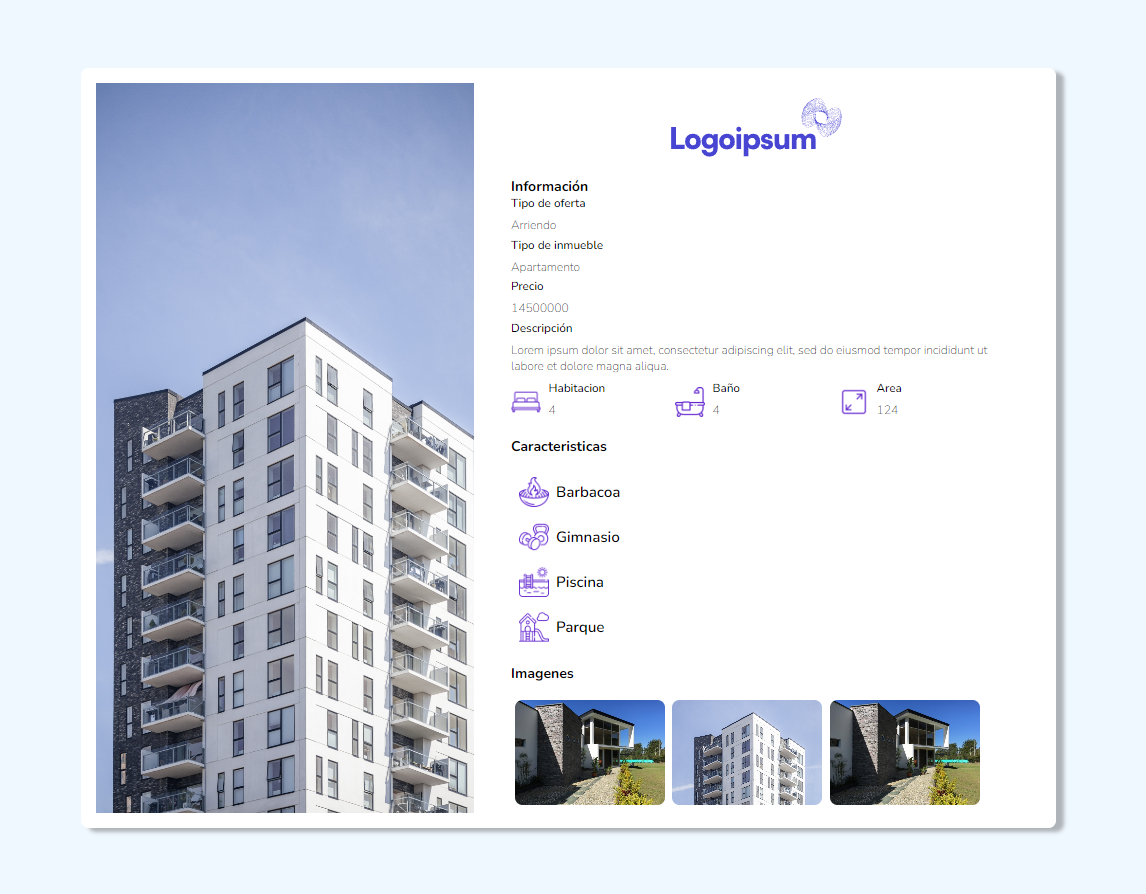 Logoipsum
Información
Tipo de oferta
Arriendo
Tipo de inmueble
Apartamento
Precio
14500000
Descripción
Lorem ipsum dolor sit amet, consectetur adipiscing elit, sed do eiusmod tempor incididunt ut
labore et dolore magna aliqua.
Habitacion
4
Baño
4
Area
124
Caracteristicas
Barbacoa
Gimnasio
Piscina
Parque
Imagenes